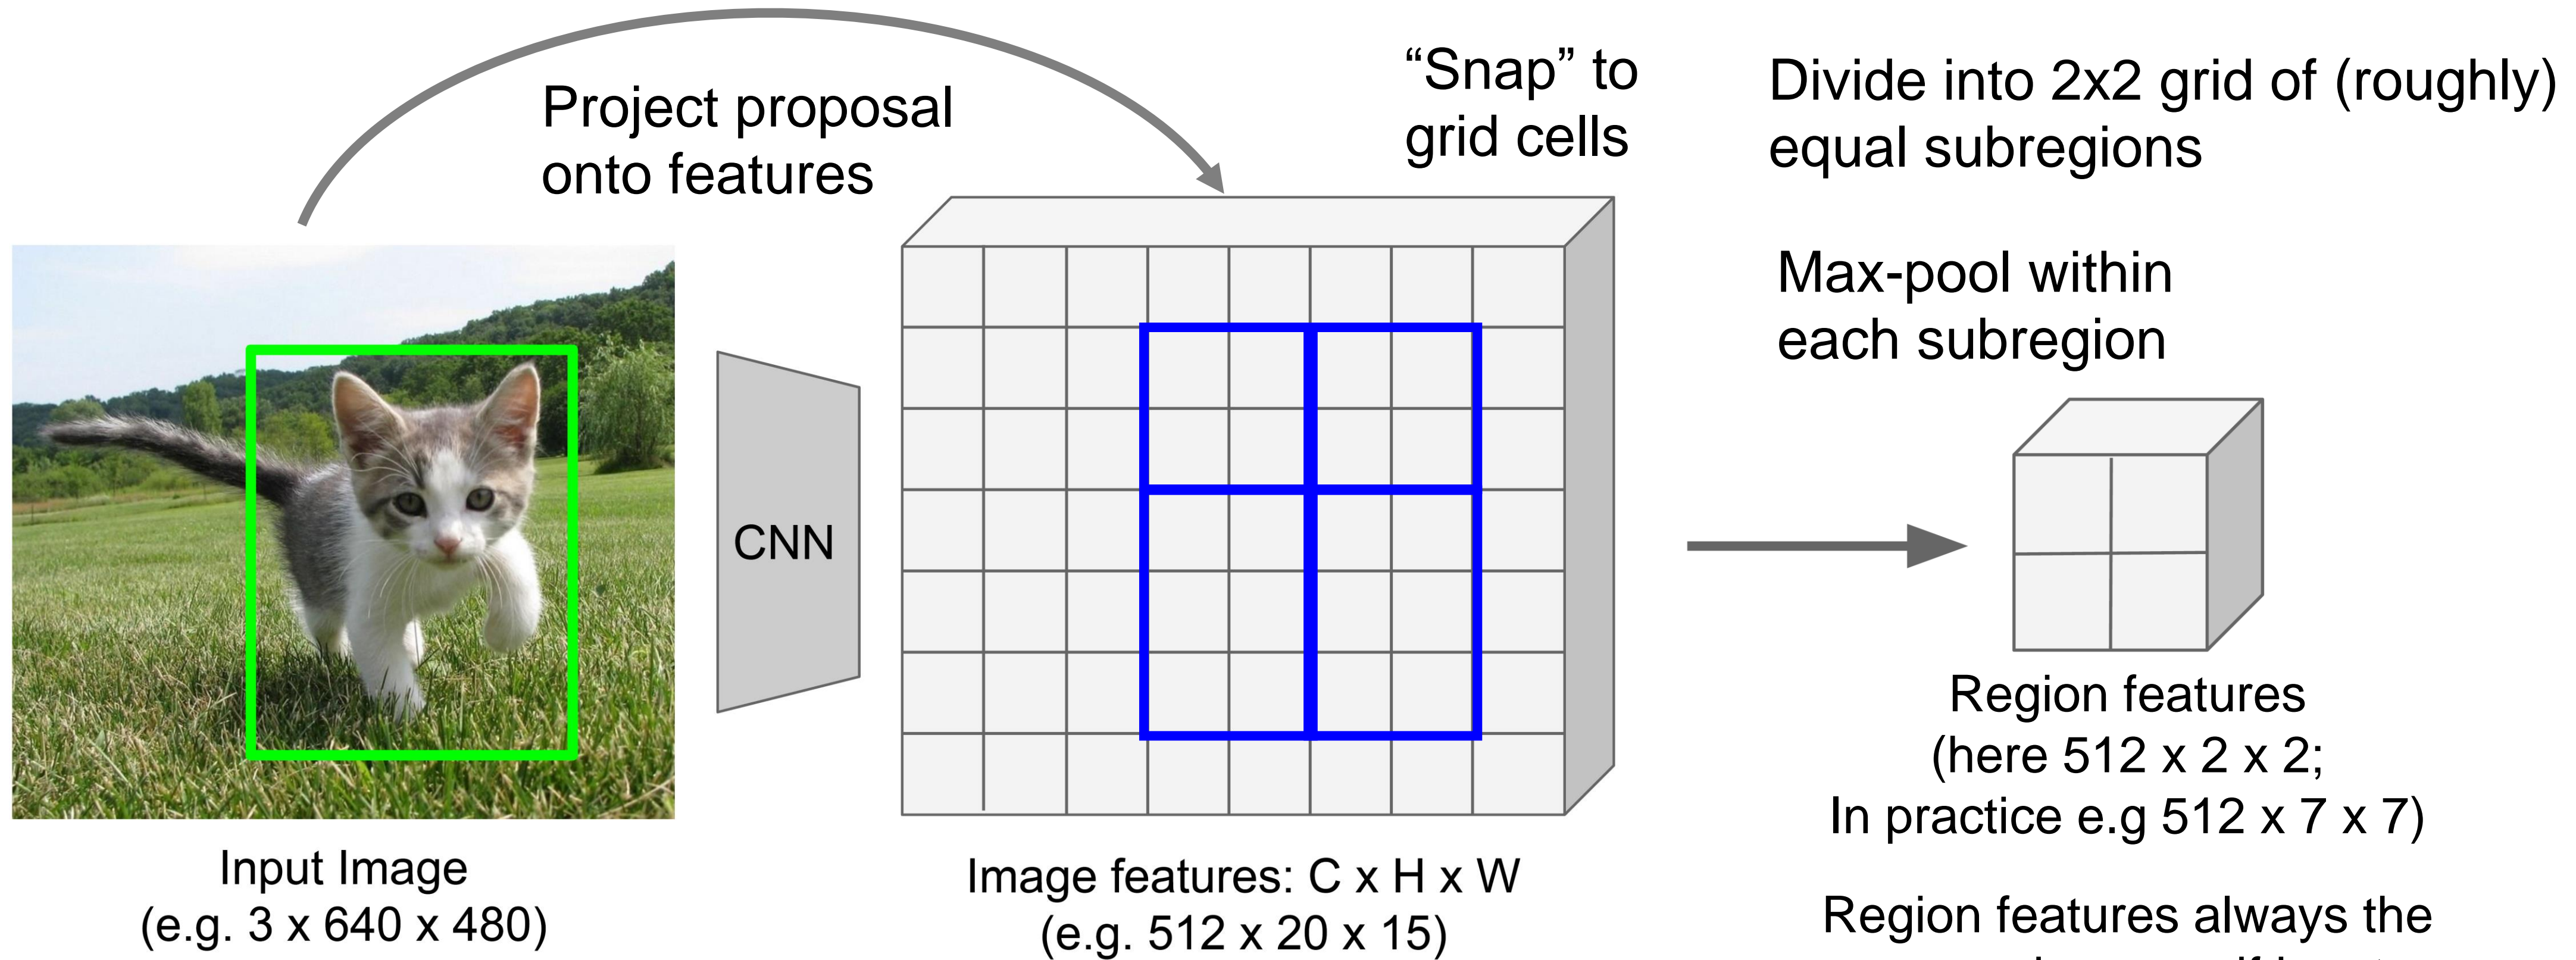 Project proposal
onto features
“Snap” to
grid cells
Divide into 2x2 grid of (roughly)
equal subregions
Max-pool within
each subregion
CNN
Region features
(here 512 x 2 x 2;
In practice e.g 512 x 7 x 7)
Input Image
(e.g. 3 x 640 x 480)
Image features: C x H x W
(e.g. 512 x 20 x 15)
Region features always the